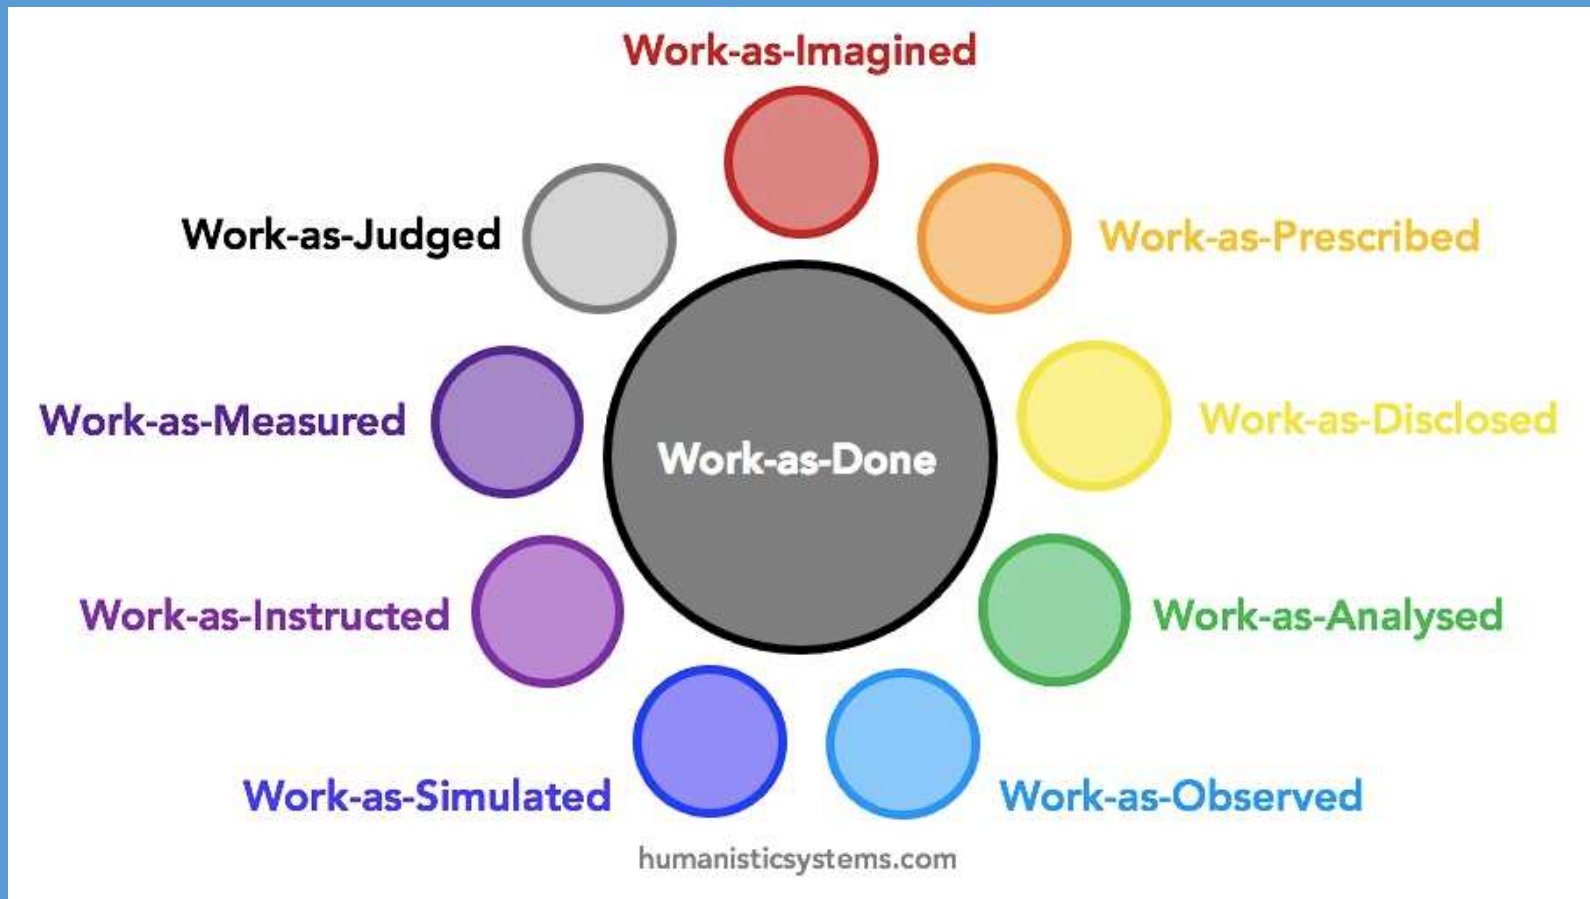 Work-as-Imagined
Work-as-Judged
Work-as-Prescribed
Work-as-Measured
Work-as-Disclosed
Work-as-Done
Work-as-Instructed
Work-as-Analysed
Work-as-Simulated
Work-as-Observed
humanisticsystems.com